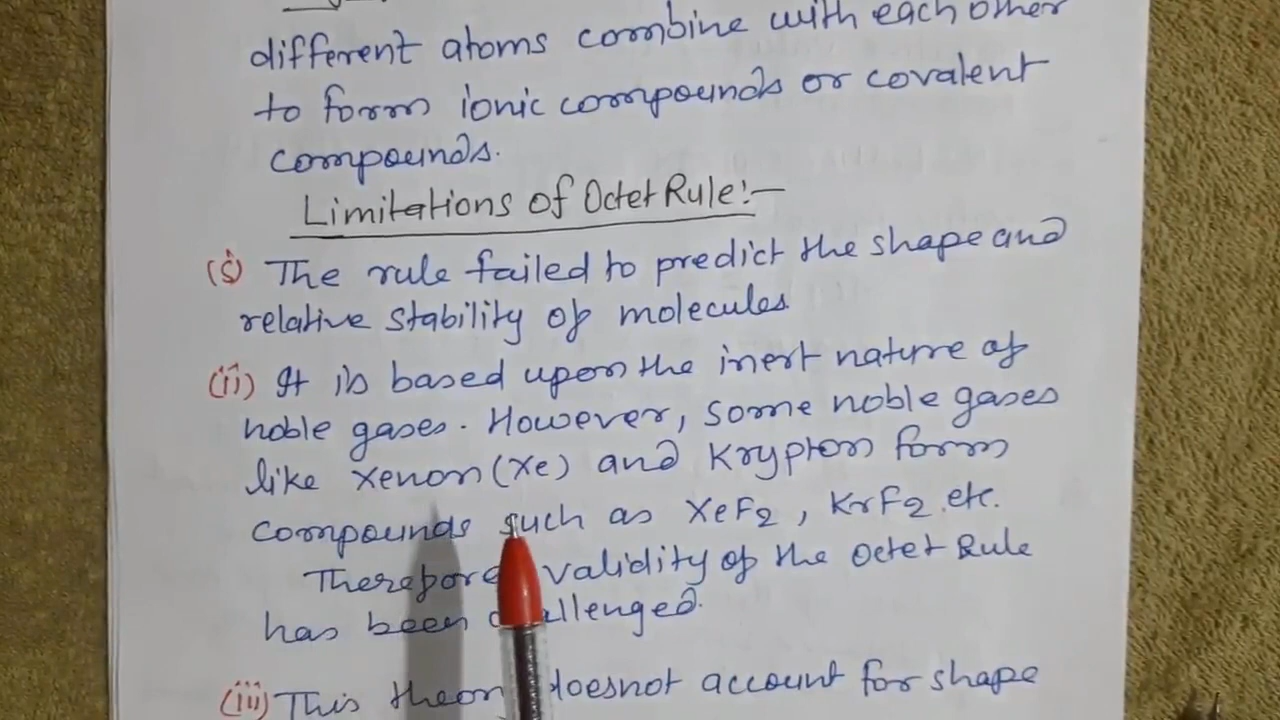 different atoms combine with each other
to form ionic compounds or covalent
compounds.
Limitations of Octet Rule:-
(i) The rule failed to predict the shape and
relative stability of molecules.
(ii) It is based upon the inert nature of
noble gases. However, some noble gases
like Xenon (Xe) and Krypton form
compounds such as XeF2, KrF2 etc.
Therefore validity of the Octet Rule
has been challenged.
(iii) This doesnot account for shape